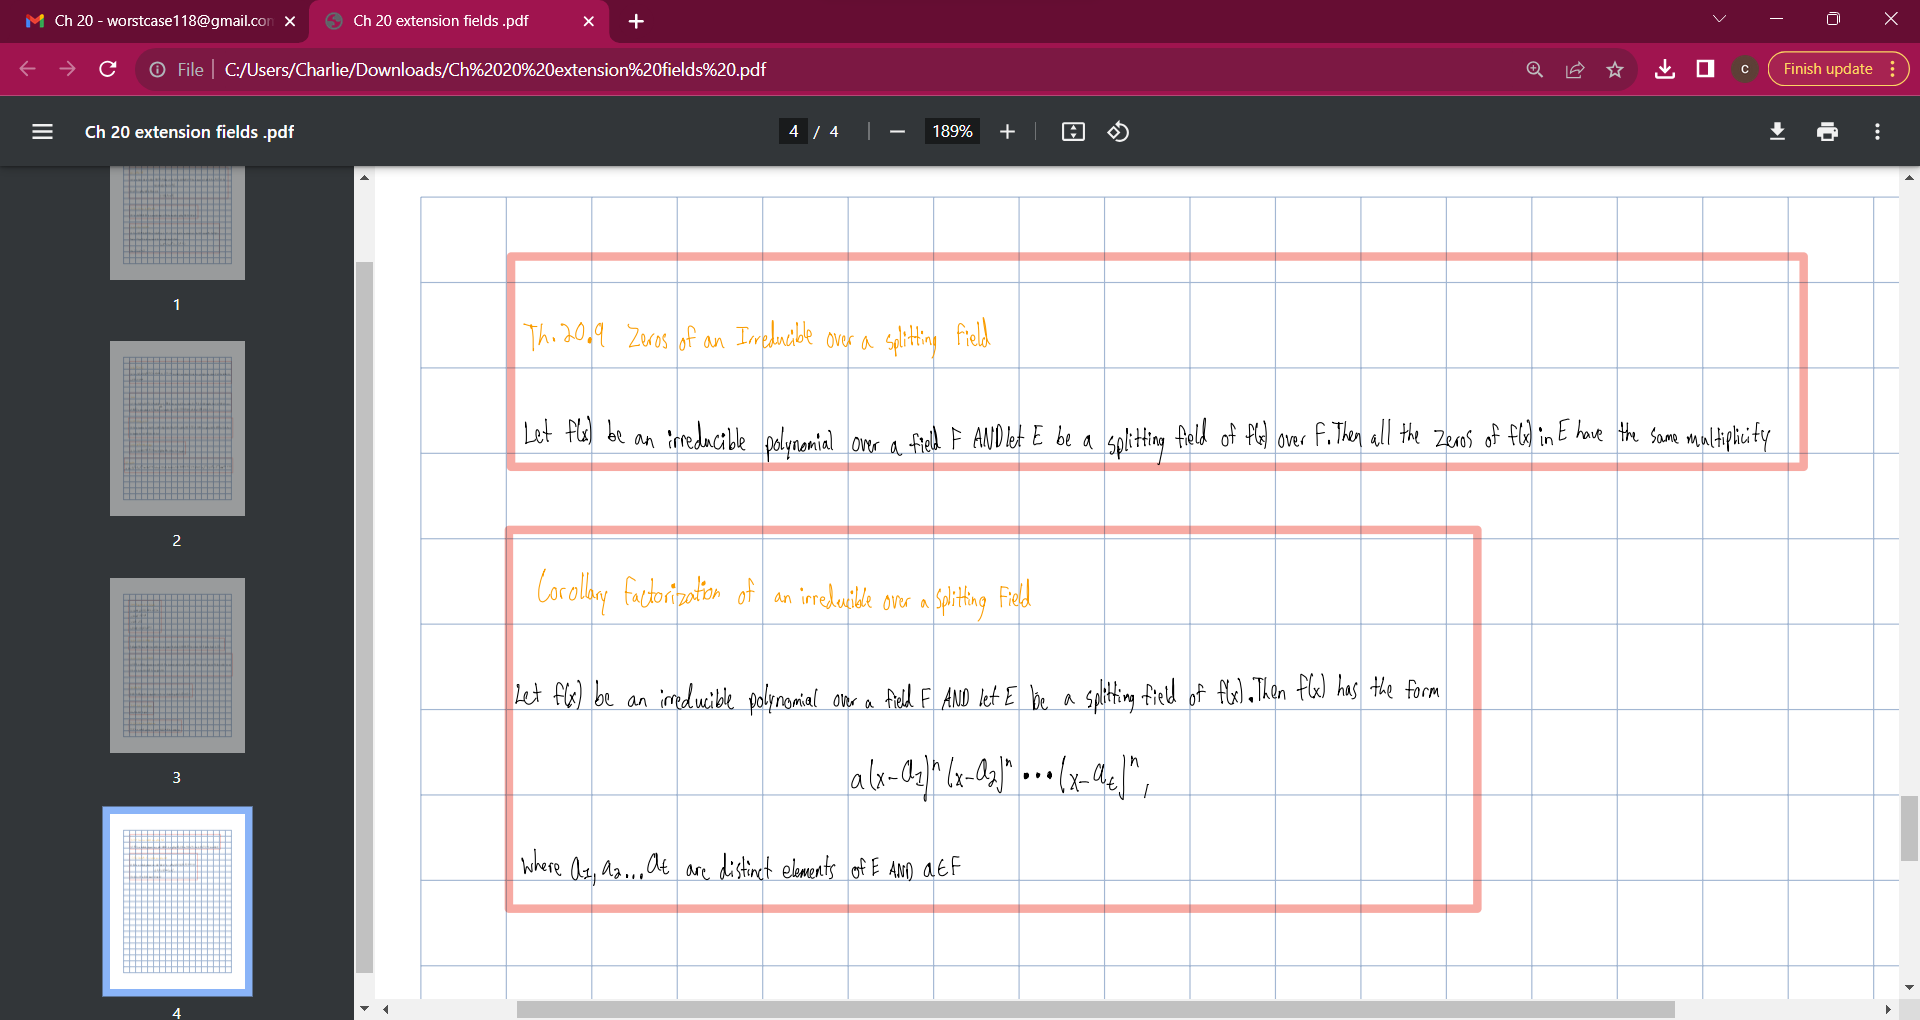 Ch 20 - worstcase118@gmail.con
Ch 20 extension fields .pdf
File
C:/Users/Charlie/Downloads/Ch%2020%20extension%20fields%20.pdf
Finish update
Ch 20 extension fields .pdf
4 / 4
189%
1
2
3
4
Th. 20.9 Zeros of an Irreducible over a splitting Field
Let f(x) be an irreducible polynomial over a field F AND let E be a splitting field of f(x) over F. Then all the zeros of f(x) in E have the same multiplicity
Corollary Factorization of an irreducible over a Splitting Field
Let f(x) be an irreducible polynomial over a field F AND let E be a splitting field of f(x). Then f(x) has the form
a(x-a₁)ⁿ(x-a₂)ⁿ•••(x-aₜ)ⁿ,
where a₁, a₂...aₜ are distinct elements of E AND a∈F